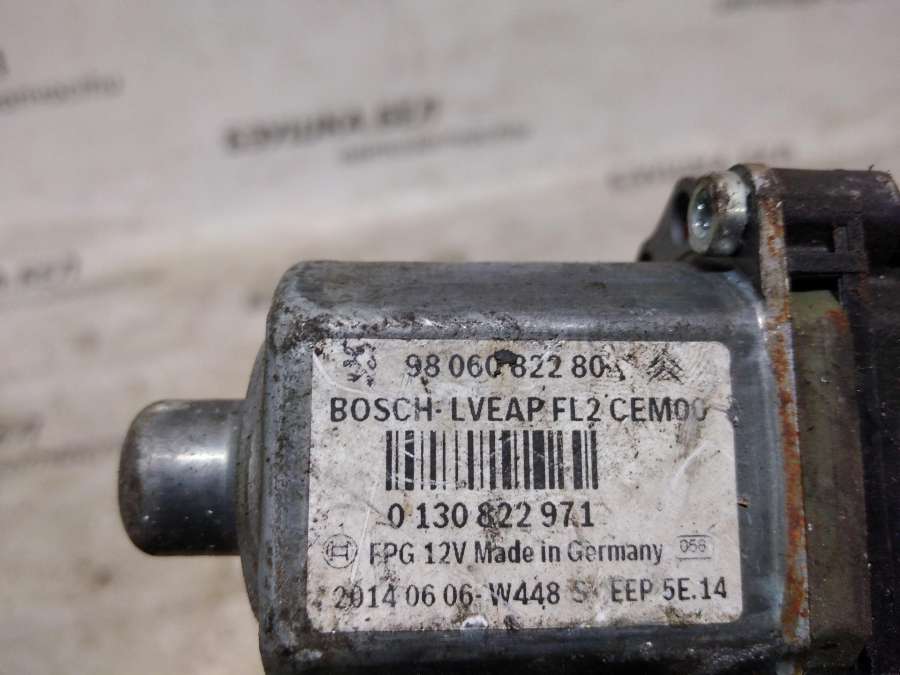 98 060 822 80
BOSCH- LVEAP FL2 CEM00
0 130 822 971
FPG 12V Made in Germany 056
2014 06 06- W448 S EEP 5E.14